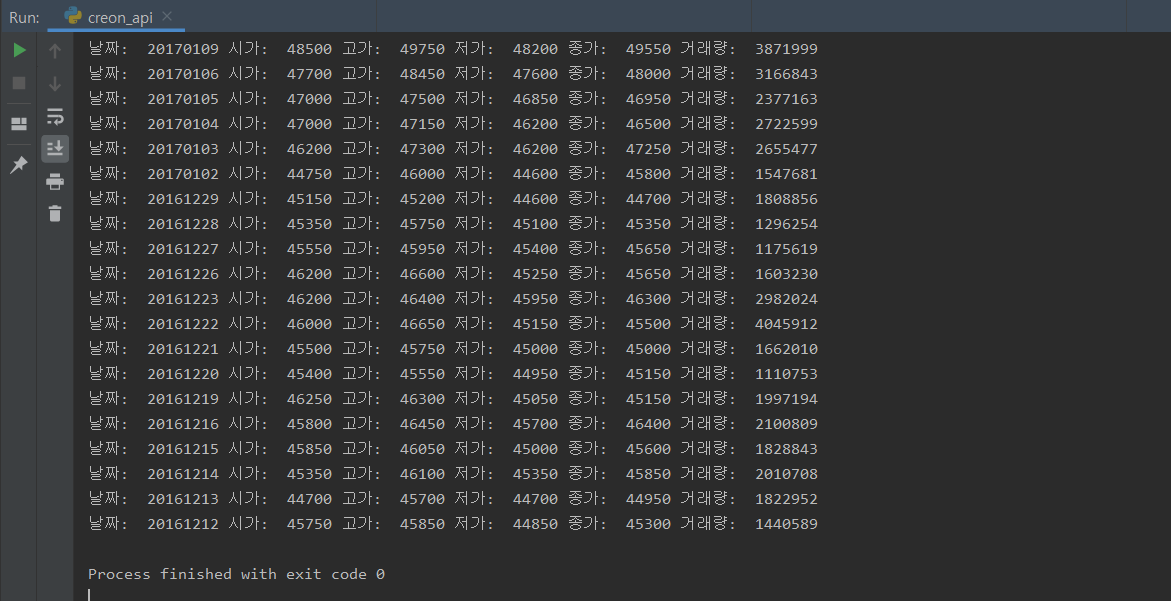 Run: creon_api
날짜: 20170109 시가: 48500 고가: 49750 저가: 48200 종가: 49550 거래량: 3871999
날짜: 20170106 시가: 47700 고가: 48450 저가: 47600 종가: 48000 거래량: 3166843
날짜: 20170105 시가: 47000 고가: 47500 저가: 46850 종가: 46950 거래량: 2377163
날짜: 20170104 시가: 47000 고가: 47150 저가: 46200 종가: 46500 거래량: 2722599
날짜: 20170103 시가: 46200 고가: 47300 저가: 46200 종가: 47250 거래량: 2655477
날짜: 20170102 시가: 44750 고가: 46000 저가: 44600 종가: 45800 거래량: 1547681
날짜: 20161229 시가: 45150 고가: 45200 저가: 44600 종가: 44700 거래량: 1808856
날짜: 20161228 시가: 45350 고가: 45750 저가: 45100 종가: 45350 거래량: 1296254
날짜: 20161227 시가: 45550 고가: 45950 저가: 45400 종가: 45650 거래량: 1175619
날짜: 20161226 시가: 46200 고가: 46600 저가: 45250 종가: 45650 거래량: 1603230
날짜: 20161223 시가: 46200 고가: 46400 저가: 45950 종가: 46300 거래량: 2982024
날짜: 20161222 시가: 46000 고가: 46650 저가: 45150 종가: 45500 거래량: 4045912
날짜: 20161221 시가: 45500 고가: 45750 저가: 45000 종가: 45000 거래량: 1662010
날짜: 20161220 시가: 45400 고가: 45550 저가: 44950 종가: 45150 거래량: 1110753
날짜: 20161219 시가: 46250 고가: 46300 저가: 45050 종가: 45150 거래량: 1997194
날짜: 20161216 시가: 45800 고가: 46450 저가: 45700 종가: 46400 거래량: 2100809
날짜: 20161215 시가: 45850 고가: 46050 저가: 45000 종가: 45600 거래량: 1828843
날짜: 20161214 시가: 45350 고가: 46100 저가: 45350 종가: 45850 거래량: 2010708
날짜: 20161213 시가: 44700 고가: 45700 저가: 44700 종가: 44950 거래량: 1822952
날짜: 20161212 시가: 45750 고가: 45850 저가: 44850 종가: 45300 거래량: 1440589
Process finished with exit code 0